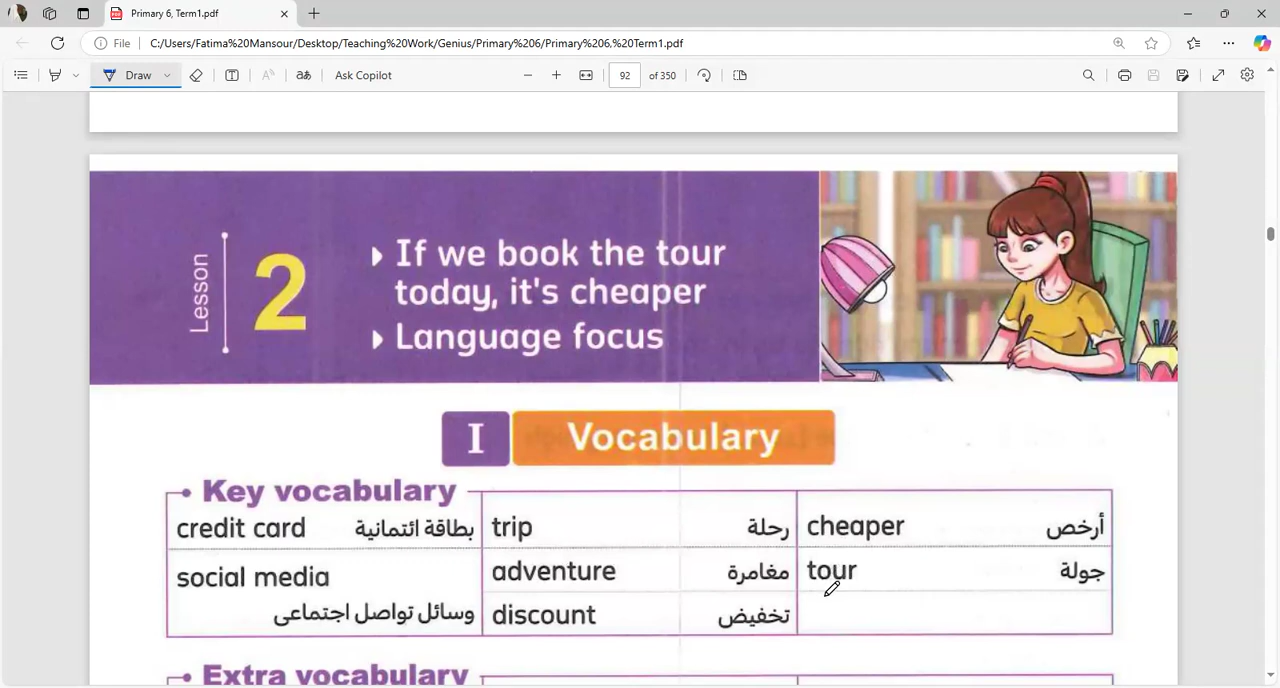 Primary 6, Term1.pdf
File C:/Users/Fatima%20Mansour/Desktop/Teaching%20Work/Genius/Primary%206/Primary%206,%20Term1.pdf
Draw
Ask Copilot
92 of 350
Lesson 2
If we book the tour
today, it's cheaper
Language focus
I Vocabulary
Key vocabulary
credit card بطاقة ائتمانية trip رحلة cheaper أرخص
social media adventure مغامرة tour جولة
وسائل تواصل اجتماعى discount تخفيض
Extra vocabulary